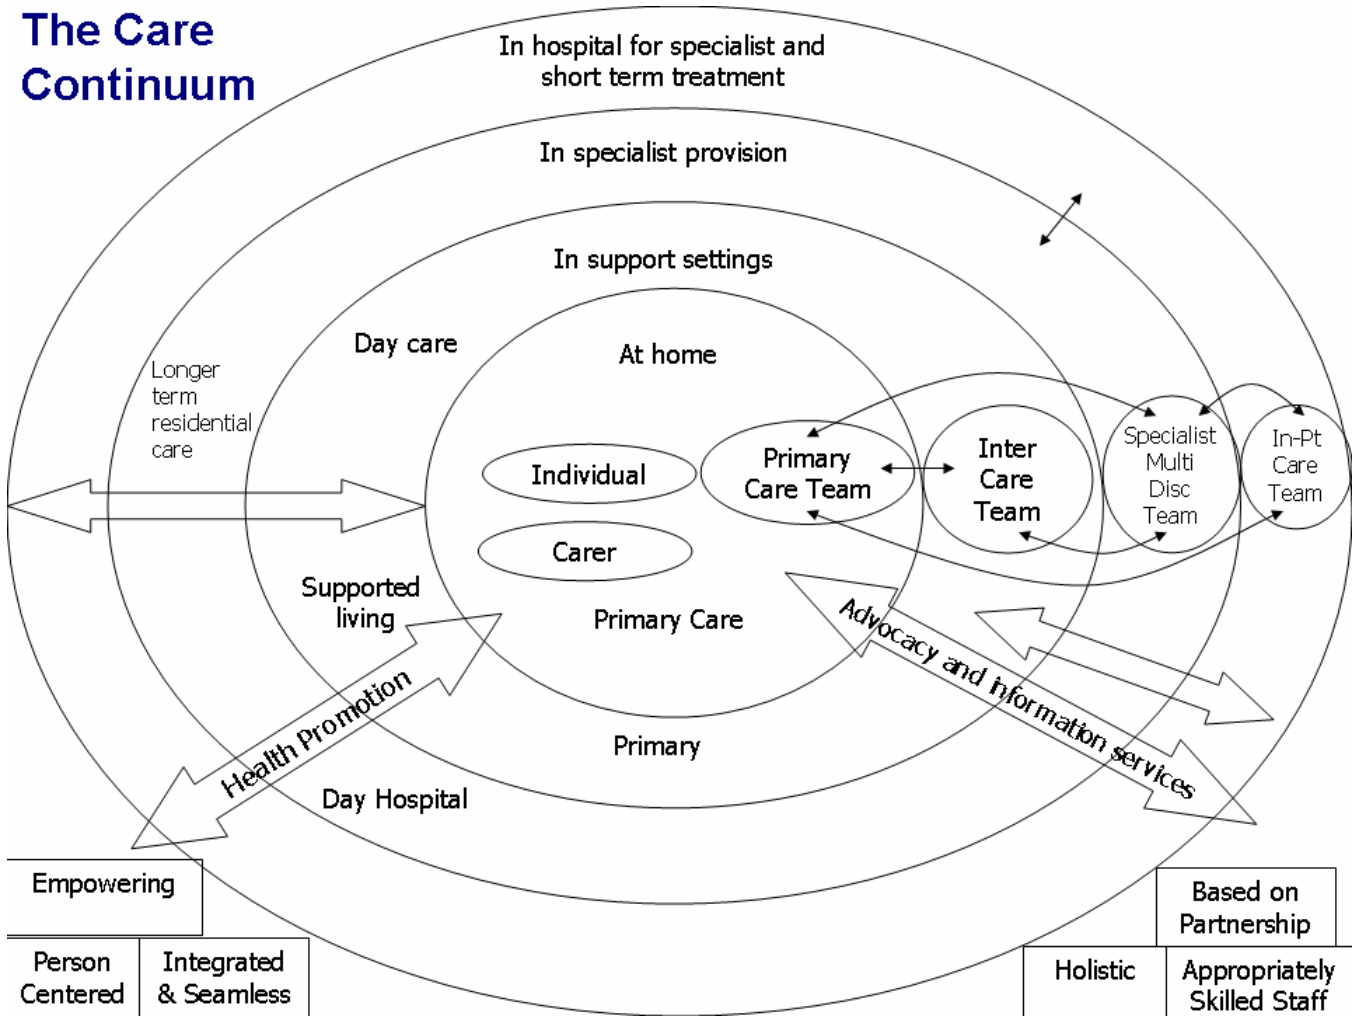 The Care
Continuum
In hospital for specialist and
short term treatment
In specialist provision
In support settings
Day care
At home
Longer
term
residential
care
Individual
Carer
Primary
Care Team
Inter
Care
Team
Specialist
Multi
Disc
Team
In-Pt
Care
Team
Supported
living
Primary Care
Health Promotion
Advocacy and information services
Primary
Day Hospital
Empowering
Person
Centered
Integrated
& Seamless
Based on
Partnership
Holistic
Appropriately
Skilled Staff